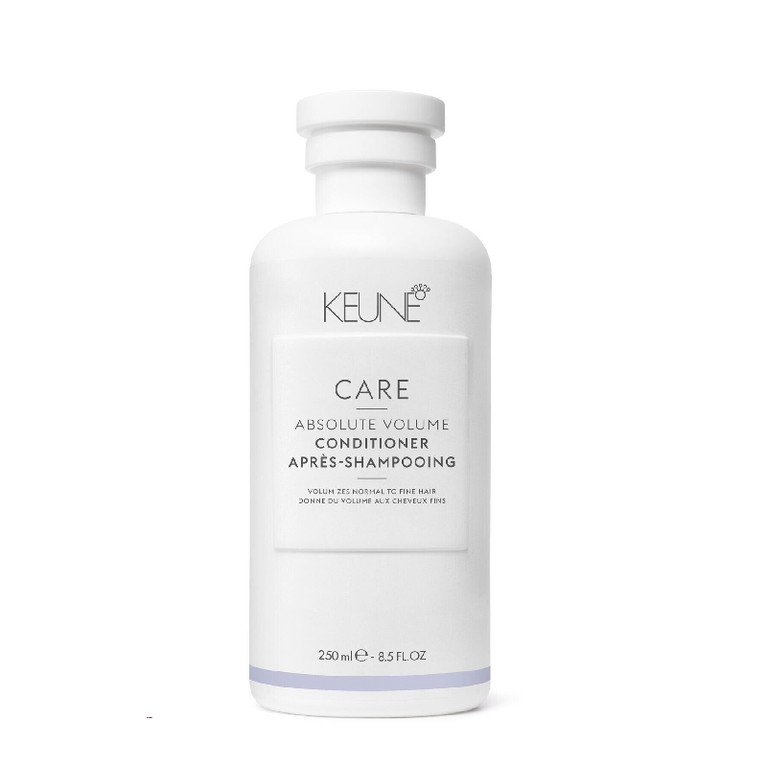 KEUNE
CARE
ABSOLUTE VOLUME
CONDITIONER
APRÈS-SHAMPOOING
VOLUMIZES NORMAL TO FINE HAIR
DONNE DU VOLUME AUX CHEVEUX FINS
250 ml ℮ - 8.5 FL.OZ